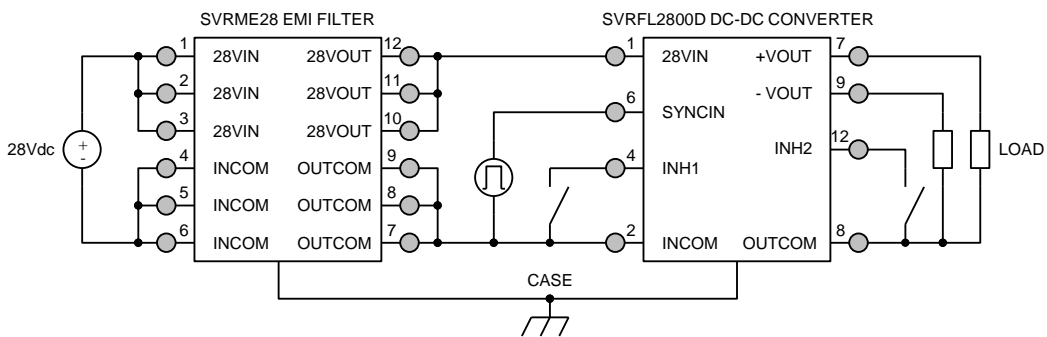 SVRME28 EMI FILTER
SVRFL2800D DC-DC CONVERTER
1 28VIN 28VOUT 12
2 28VIN 28VOUT 11
3 28VIN 28VOUT 10
4 INCOM OUTCOM 9
5 INCOM OUTCOM 8
6 INCOM OUTCOM 7
28Vdc
+
-
1 28VIN +VOUT 7
- VOUT 9
6 SYNCIN
INH2 12
4 INH1
2 INCOM OUTCOM 8
LOAD
CASE